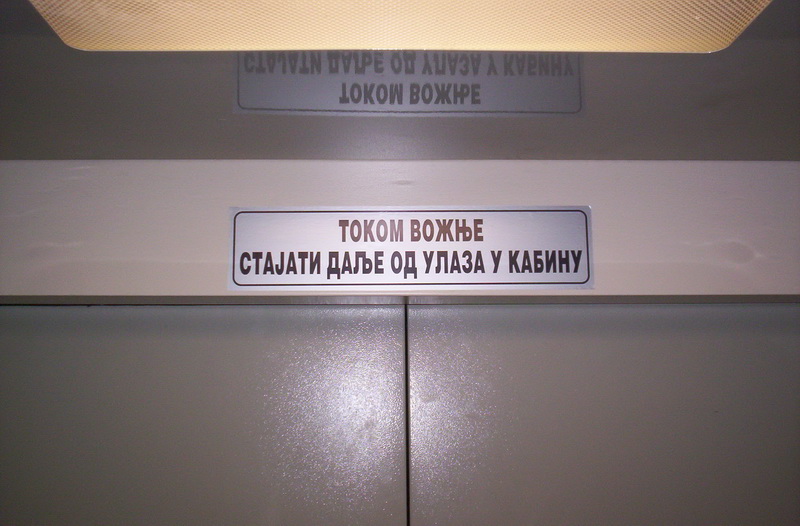 ТОКОМ ВОЖЊЕ
СТАЈАТИ ДАЉЕ ОД УЛАЗА У КАБИНУ